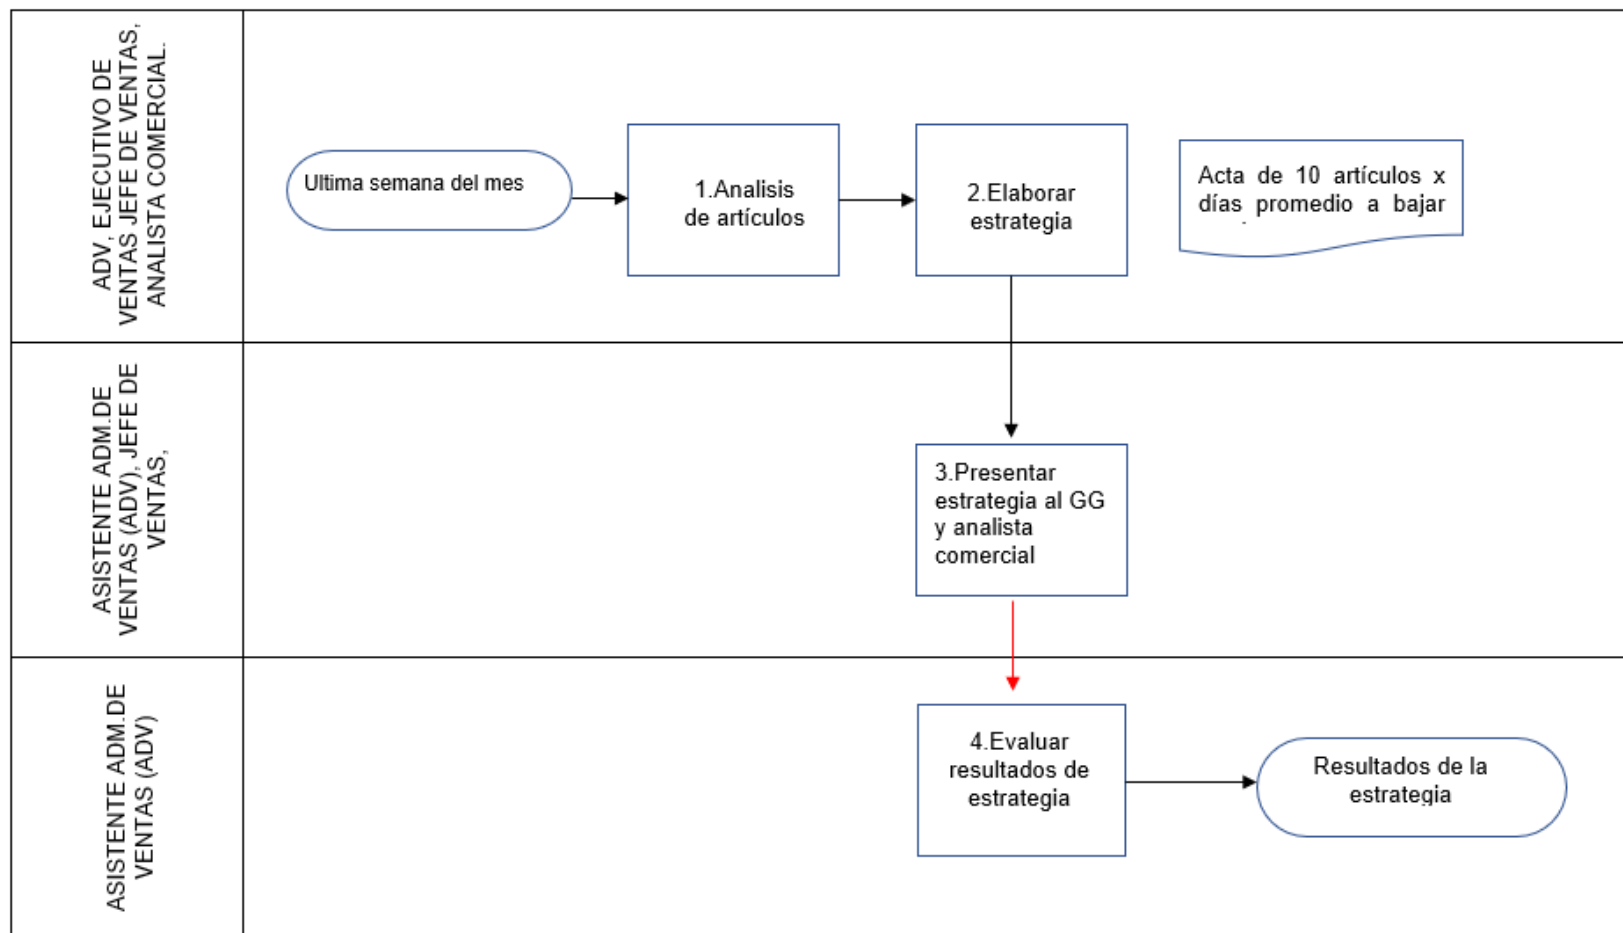 ADV, EJECUTIVO DE
VENTAS JEFE DE VENTAS,
ANALISTA COMERCIAL.
Ultima semana del mes
1.Analisis
de artículos
2.Elaborar
estrategia
Acta de 10 artículos x
días promedio a bajar
ASISTENTE ADM.DE
VENTAS (ADV), JEFE DE
VENTAS,
3.Presentar
estrategia al GG
y analista
comercial
ASISTENTE ADM.DE
VENTAS (ADV)
4.Evaluar
resultados de
estrategia
Resultados de la
estrategia